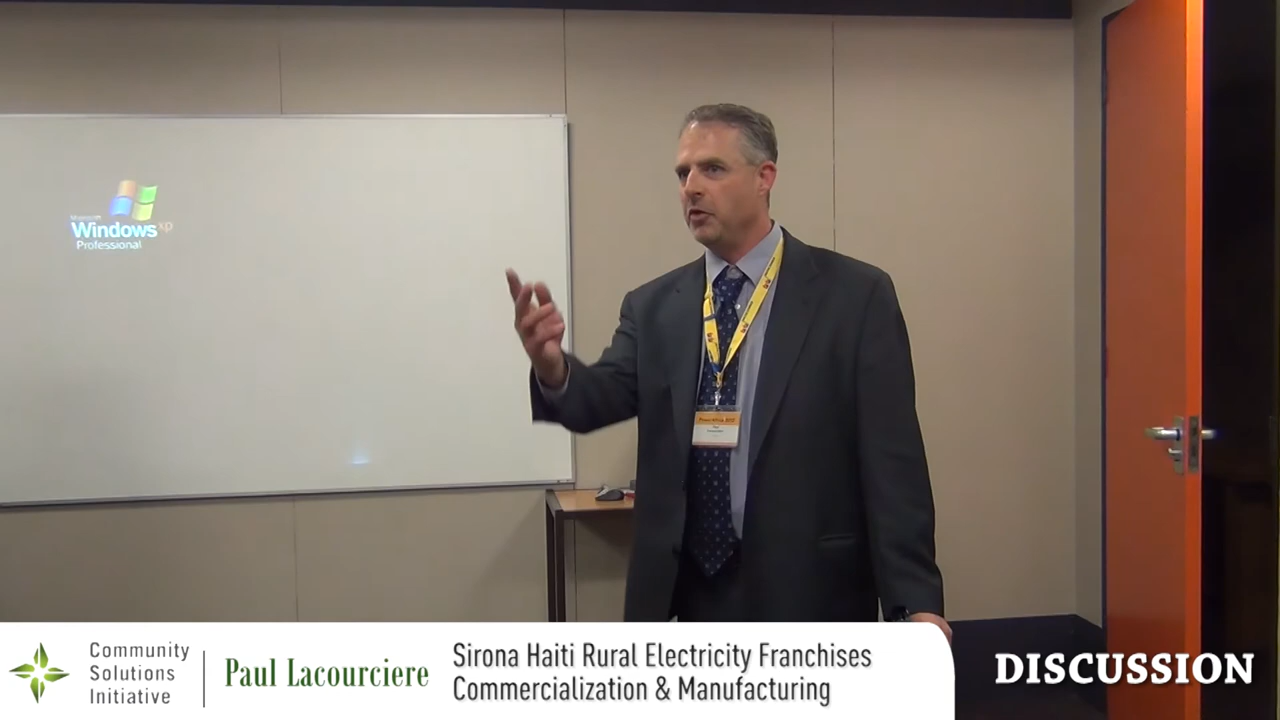 Microsoft
Windows xp
Professional
Community
Solutions
Initiative
Paul Lacourciere
Sirona Haiti Rural Electricity Franchises
Commercialization & Manufacturing
DISCUSSION